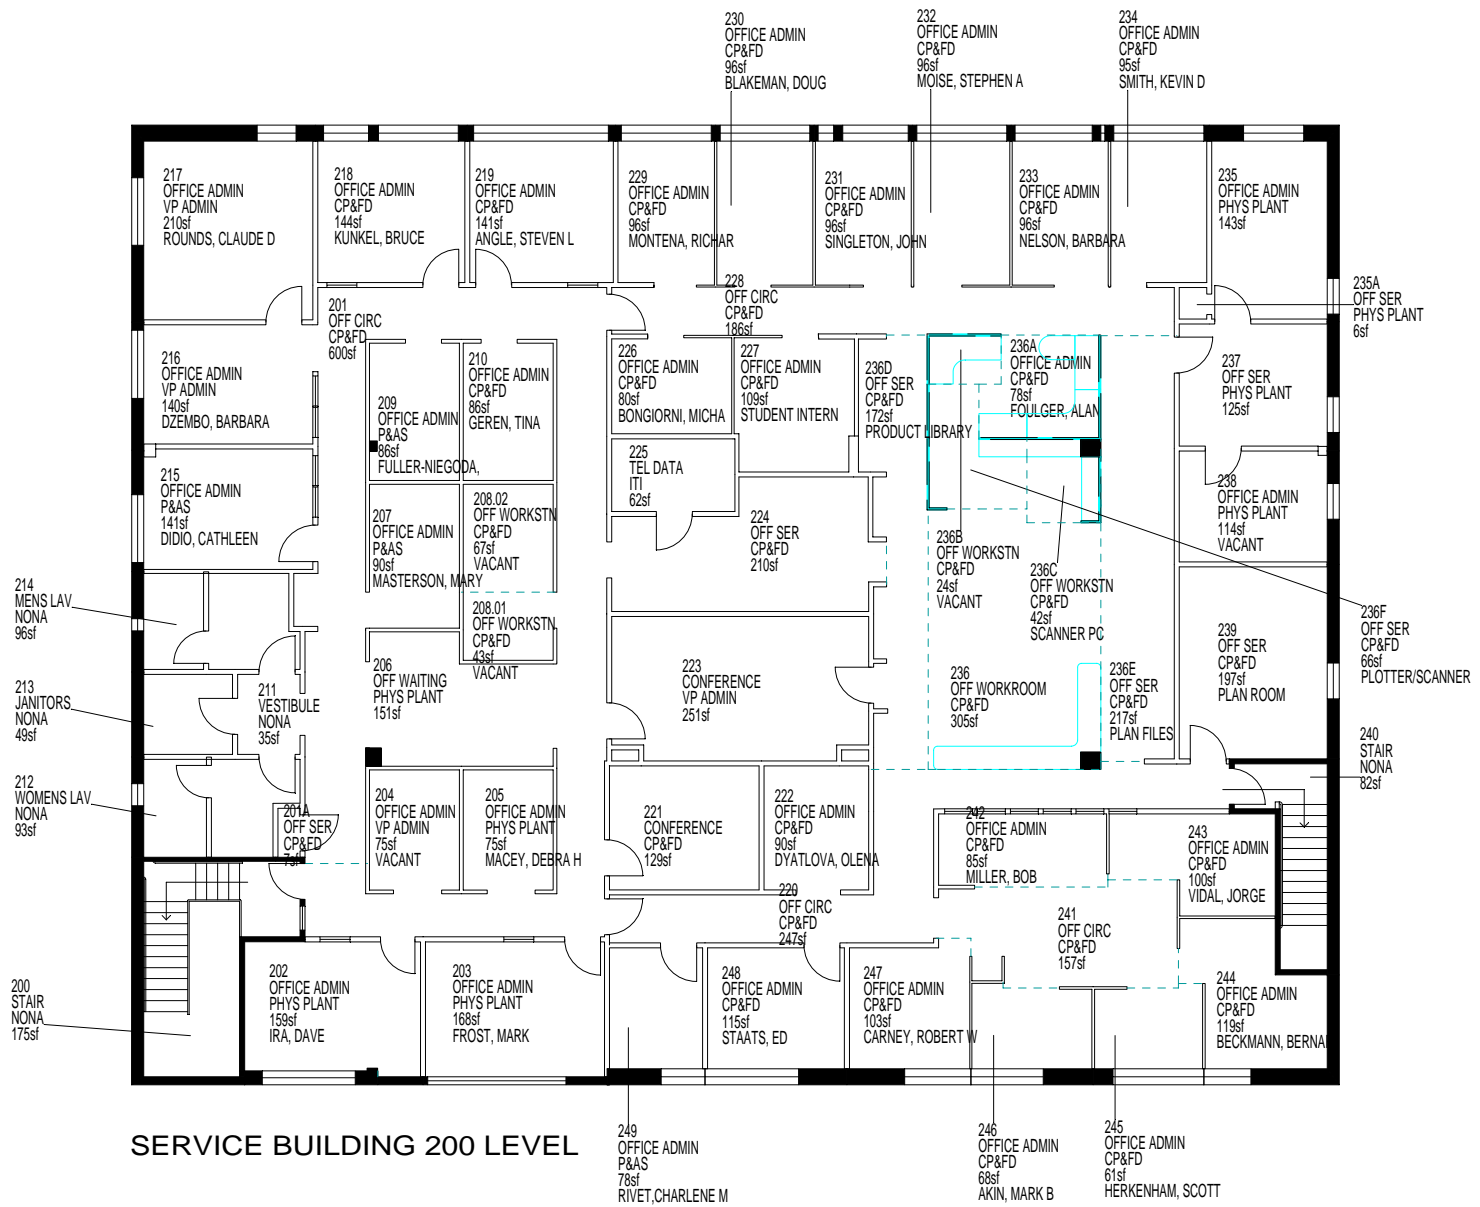 230
OFFICE ADMIN
CP&FD
96sf
BLAKEMAN, DOUG
232
OFFICE ADMIN
CP&FD
96sf
MOISE, STEPHEN A
234
OFFICE ADMIN
CP&FD
95sf
SMITH, KEVIN D
217
OFFICE ADMIN
VP ADMIN
210sf
ROUNDS, CLAUDE D
218
OFFICE ADMIN
CP&FD
144sf
KUNKEL, BRUCE
219
OFFICE ADMIN
CP&FD
141sf
ANGLE, STEVEN L
229
OFFICE ADMIN
CP&FD
96sf
MONTENA, RICHAR
231
OFFICE ADMIN
CP&FD
96sf
SINGLETON, JOHN
233
OFFICE ADMIN
CP&FD
96sf
NELSON, BARBARA
235
OFFICE ADMIN
PHYS PLANT
143sf
235A
OFF SER
PHYS PLANT
6sf
201
OFF CIRC
CP&FD
600sf
228
OFF CIRC
CP&FD
186sf
216
OFFICE ADMIN
VP ADMIN
140sf
DZEMBO, BARBARA
209
OFFICE ADMIN
P&AS
86sf
FULLER-NIEGODA,
210
OFFICE ADMIN
CP&FD
86sf
GEREN, TINA
226
OFFICE ADMIN
CP&FD
80sf
BONGIORNI, MICHA
227
OFFICE ADMIN
CP&FD
109sf
STUDENT INTERN
236D
OFF SER
CP&FD
172sf
PRODUCT LIBRARY
236A
OFFICE ADMIN
CP&FD
78sf
FOULGER, ALAN
237
OFF SER
PHYS PLANT
125sf
215
OFFICE ADMIN
P&AS
141sf
DIDIO, CATHLEEN
207
OFFICE ADMIN
P&AS
90sf
MASTERSON, MARY
208.02
OFF WORKSTN
CP&FD
67sf
VACANT
225
TEL DATA
ITI
62sf
224
OFF SER
CP&FD
210sf
236B
OFF WORKSTN
CP&FD
24sf
VACANT
236C
OFF WORKSTN
CP&FD
42sf
SCANNER PC
238
OFFICE ADMIN
PHYS PLANT
114sf
VACANT
214
MENS LAV
NONA
96sf
208.01
OFF WORKSTN
CP&FD
43sf
VACANT
236F
OFF SER
CP&FD
66sf
PLOTTER/SCANNER
213
JANITORS
NONA
49sf
211
VESTIBULE
NONA
35sf
206
OFF WAITING
PHYS PLANT
151sf
223
CONFERENCE
VP ADMIN
251sf
236
OFF WORKROOM
CP&FD
305sf
236E
OFF SER
CP&FD
217sf
PLAN FILES
239
OFF SER
CP&FD
197sf
PLAN ROOM
240
STAIR
NONA
82sf
212
WOMENS LAV
NONA
93sf
201A
OFF SER
CP&FD
7sf
204
OFFICE ADMIN
VP ADMIN
75sf
VACANT
205
OFFICE ADMIN
PHYS PLANT
75sf
MACEY, DEBRA H
221
CONFERENCE
CP&FD
129sf
222
OFFICE ADMIN
CP&FD
90sf
DYATLOVA, OLENA
242
OFFICE ADMIN
CP&FD
85sf
MILLER, BOB
243
OFFICE ADMIN
CP&FD
100sf
VIDAL, JORGE
220
OFF CIRC
CP&FD
247sf
241
OFF CIRC
CP&FD
157sf
200
STAIR
NONA
175sf
202
OFFICE ADMIN
PHYS PLANT
159sf
IRA, DAVE
203
OFFICE ADMIN
PHYS PLANT
168sf
FROST, MARK
248
OFFICE ADMIN
CP&FD
115sf
STAATS, ED
247
OFFICE ADMIN
CP&FD
103sf
CARNEY, ROBERT W
244
OFFICE ADMIN
CP&FD
119sf
BECKMANN, BERNA
SERVICE BUILDING 200 LEVEL
249
OFFICE ADMIN
P&AS
78sf
RIVET,CHARLENE M
246
OFFICE ADMIN
CP&FD
68sf
AKIN, MARK B
245
OFFICE ADMIN
CP&FD
61sf
HERKENHAM, SCOTT